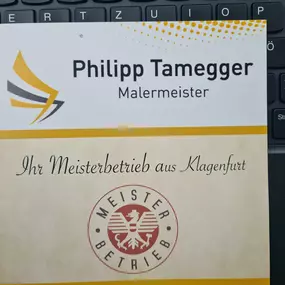 E R T Z U I O P
Philipp Tamegger
Malermeister
Ö
Ihr Meisterbetrieb aus Klagenfurt
MEISTER
BETRIEB